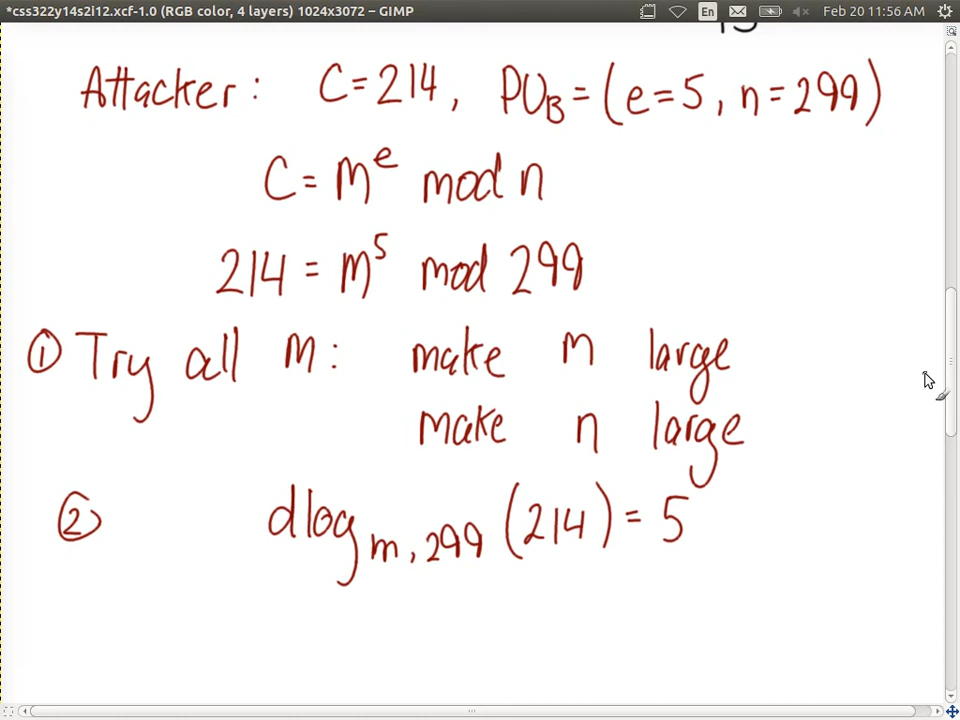 *css322y14s2i12.xcf-1.0 (RGB color, 4 layers) 1024x3072 – GIMP En Feb 20 11:56 AM
Attacker: C=214, PU_B=(e=5, n=299)
C=M^e mod n
214=M^5 mod 299
① Try all M: make m large
make n large
② dlog_m,299 (214)=5